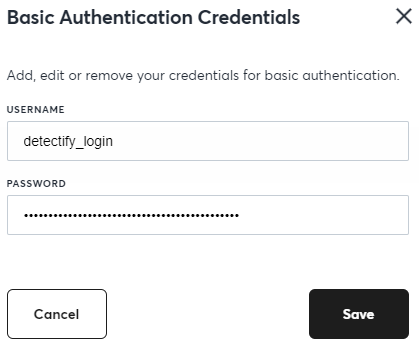 Basic Authentication Credentials
Add, edit or remove your credentials for basic authentication.
USERNAME
detectify_login
PASSWORD
••••••••••••••••••••••••••••••••••••••••••••
Cancel
Save